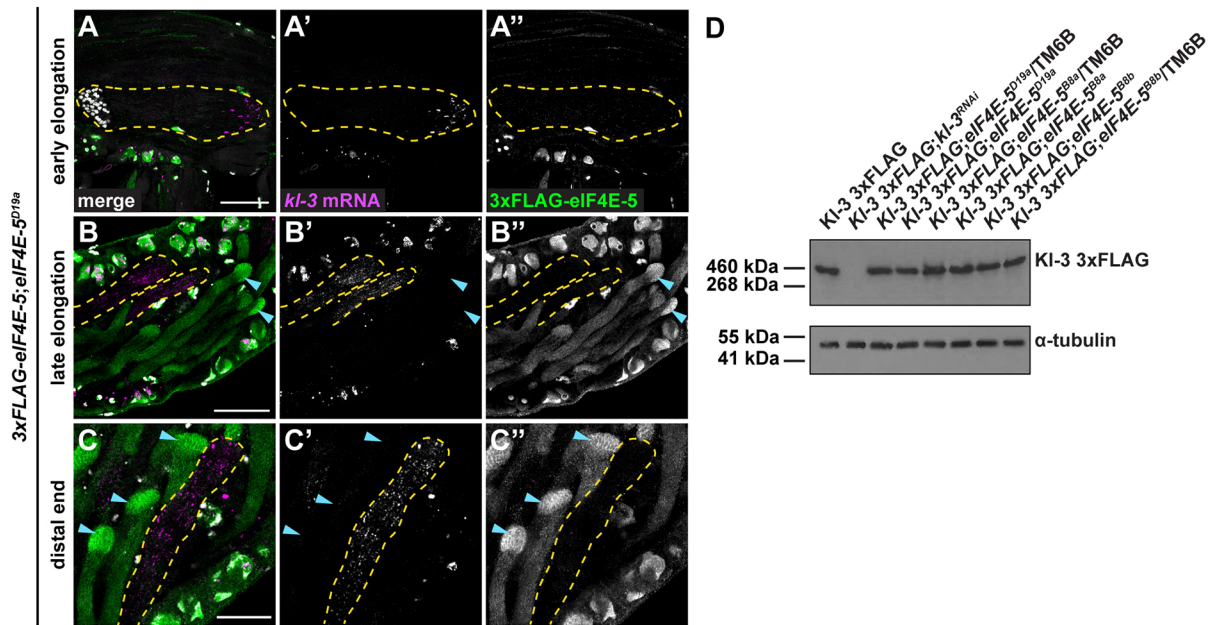 3xFLAG-eIF4E-5;eIF4E-5D19a
early elongation
late elongation
distal end
A
merge
A'
kl-3 mRNA
A''
3xFLAG-eIF4E-5
B
B'
B''
C
C'
C''
D
Kl-3 3xFLAG
Kl-3 3xFLAG;kl-3RNAi
Kl-3 3xFLAG;eIF4E-5D19a/TM6B
Kl-3 3xFLAG;eIF4E-5D19a
Kl-3 3xFLAG;eIF4E-5B8a/TM6B
Kl-3 3xFLAG;eIF4E-5B8a
Kl-3 3xFLAG;eIF4E-5B8b
Kl-3 3xFLAG;eIF4E-5B8b/TM6B
460 kDa
268 kDa
Kl-3 3xFLAG
55 kDa
41 kDa
α-tubulin